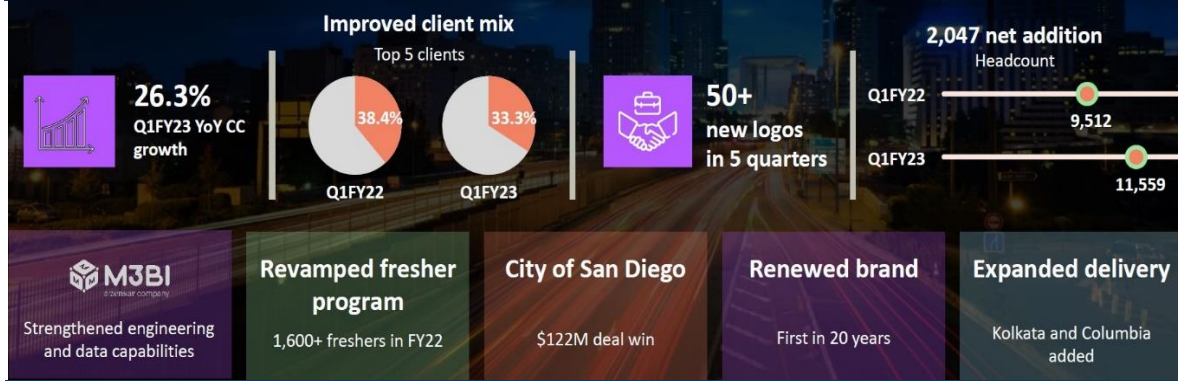 26.3%
Q1FY23 YoY CC
growth
Improved client mix
Top 5 clients
38.4%
33.3%
Q1FY22
Q1FY23
50+
new logos
in 5 quarters
2,047 net addition
Headcount
Q1FY22
9,512
Q1FY23
11,559
M3BI
a zensar company
Strengthened engineering
and data capabilities
Revamped fresher
program
1,600+ freshers in FY22
City of San Diego
$122M deal win
Renewed brand
First in 20 years
Expanded delivery
Kolkata and Columbia
added